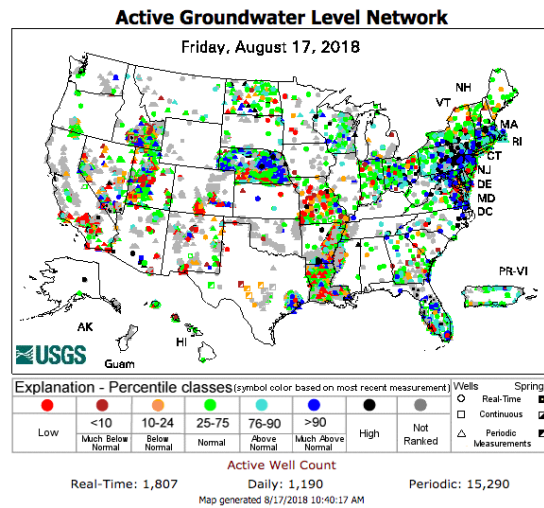 Active Groundwater Level Network
Friday, August 17, 2018
NH
VT
MA
RI
CT
NJ
DE
MD
DC
PR-VI
AK
HI
Guam
USGS
Explanation - Percentile classes (symbol color based on most recent measurement)
Wells Spring
Low
<10 10-24 25-75 76-90 >90
Much Below Normal
Below Normal
Normal
Above Normal
Much Above Normal
High
Not Ranked
Real-Time
Continuous
Periodic Measurements
Active Well Count
Real-Time: 1,807 Daily: 1,190 Periodic: 15,290
Map generated 8/17/2018 10:40:17 AM